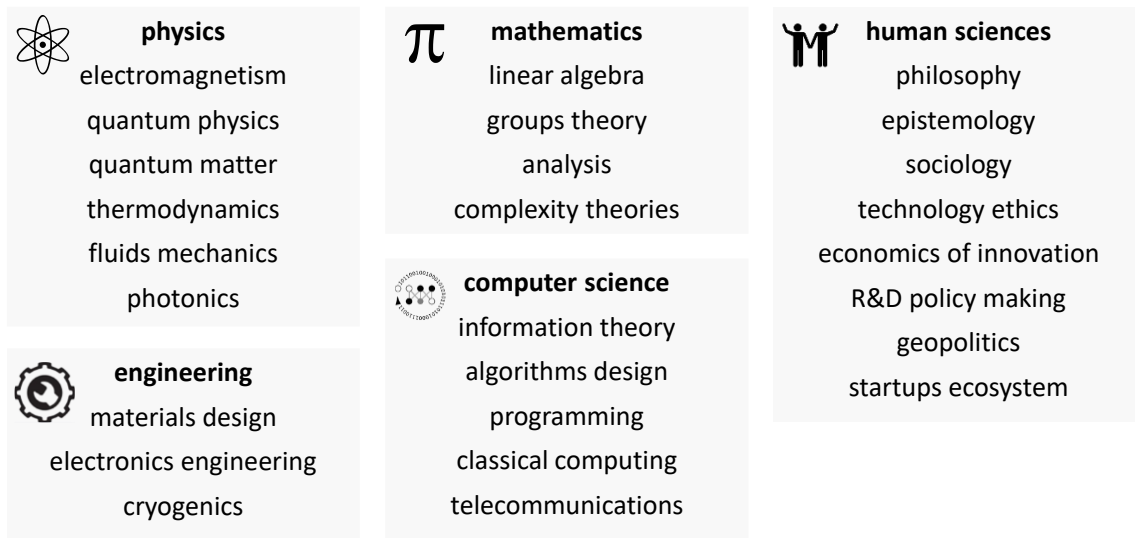 physics
electromagnetism
quantum physics
quantum matter
thermodynamics
fluids mechanics
photonics
engineering
materials design
electronics engineering
cryogenics
π
mathematics
linear algebra
groups theory
analysis
complexity theories
computer science
information theory
algorithms design
programming
classical computing
telecommunications
human sciences
philosophy
epistemology
sociology
technology ethics
economics of innovation
R&D policy making
geopolitics
startups ecosystem